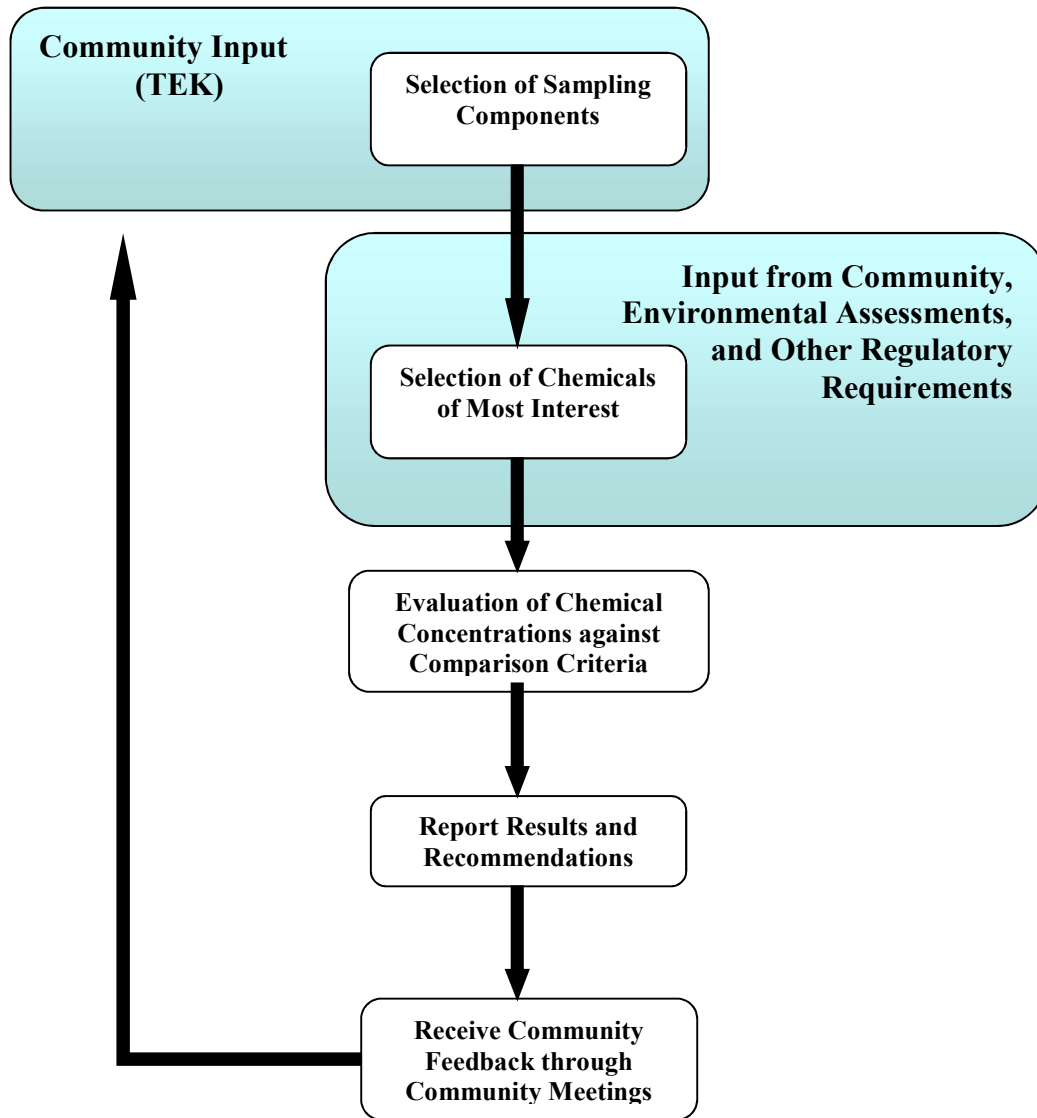 Community Input
(TEK)
Selection of Sampling
Components
Input from Community,
Environmental Assessments,
and Other Regulatory
Requirements
Selection of Chemicals
of Most Interest
Evaluation of Chemical
Concentrations against
Comparison Criteria
Report Results and
Recommendations
Receive Community
Feedback through
Community Meetings